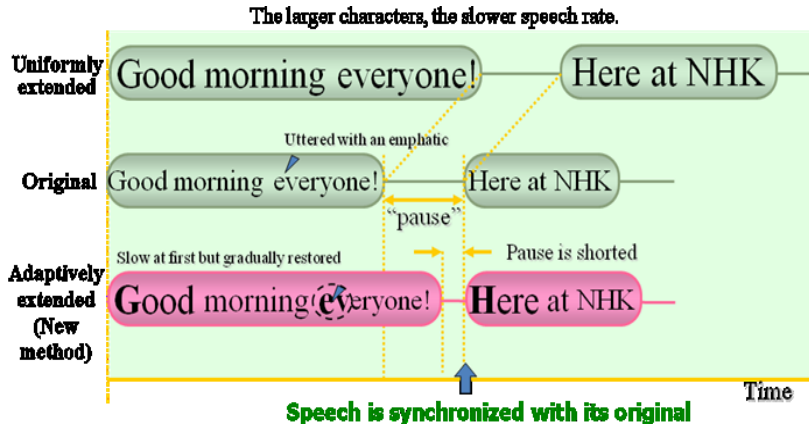 The larger characters, the slower speech rate.
Uniformly
extended
Good morning everyone!
Here at NHK
Uttered with an emphatic
Original
Good morning everyone!
Here at NHK
"pause"
Slow at first but gradually restored
Pause is shorted
Adaptively
extended
(New
method)
Good morning everyone!
Here at NHK
Time
Speech is synchronized with its original